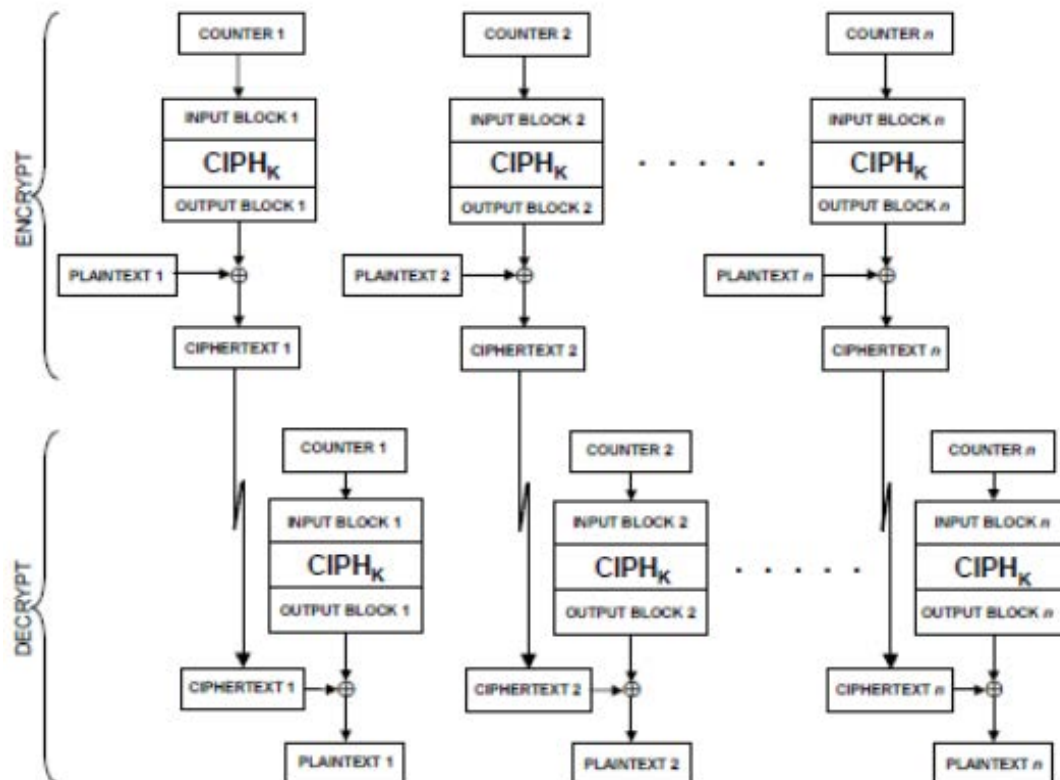 COUNTER 1 COUNTER 2 COUNTER n
INPUT BLOCK 1 INPUT BLOCK 2 INPUT BLOCK n
CIPHK CIPHK CIPHK
OUTPUT BLOCK 1 OUTPUT BLOCK 2 OUTPUT BLOCK n
ENCRYPT
PLAINTEXT 1 PLAINTEXT 2 PLAINTEXT n
CIPHERTEXT 1 CIPHERTEXT 2 CIPHERTEXT n
COUNTER 1 COUNTER 2 COUNTER n
INPUT BLOCK 1 INPUT BLOCK 2 INPUT BLOCK n
CIPHK CIPHK CIPHK
OUTPUT BLOCK 1 OUTPUT BLOCK 2 OUTPUT BLOCK n
DECRYPT
CIPHERTEXT 1 CIPHERTEXT 2 CIPHERTEXT n
PLAINTEXT 1 PLAINTEXT 2 PLAINTEXT n